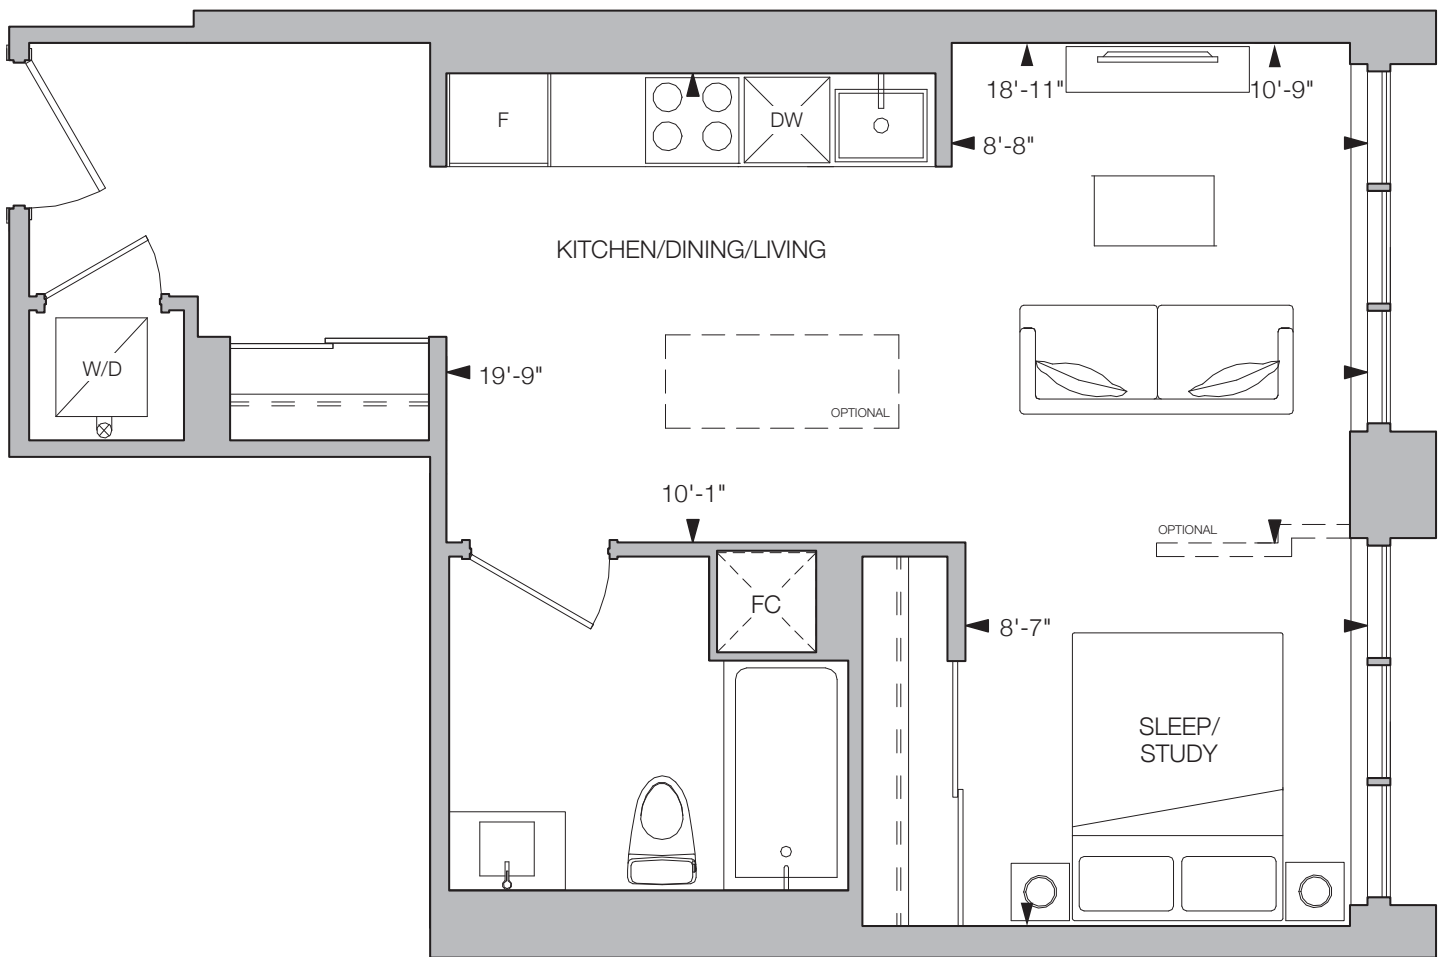 18'-11"
10'-9"
F
DW
8'-8"
KITCHEN/DINING/LIVING
W/D
19'-9"
OPTIONAL
10'-1"
OPTIONAL
FC
8'-7"
SLEEP/
STUDY